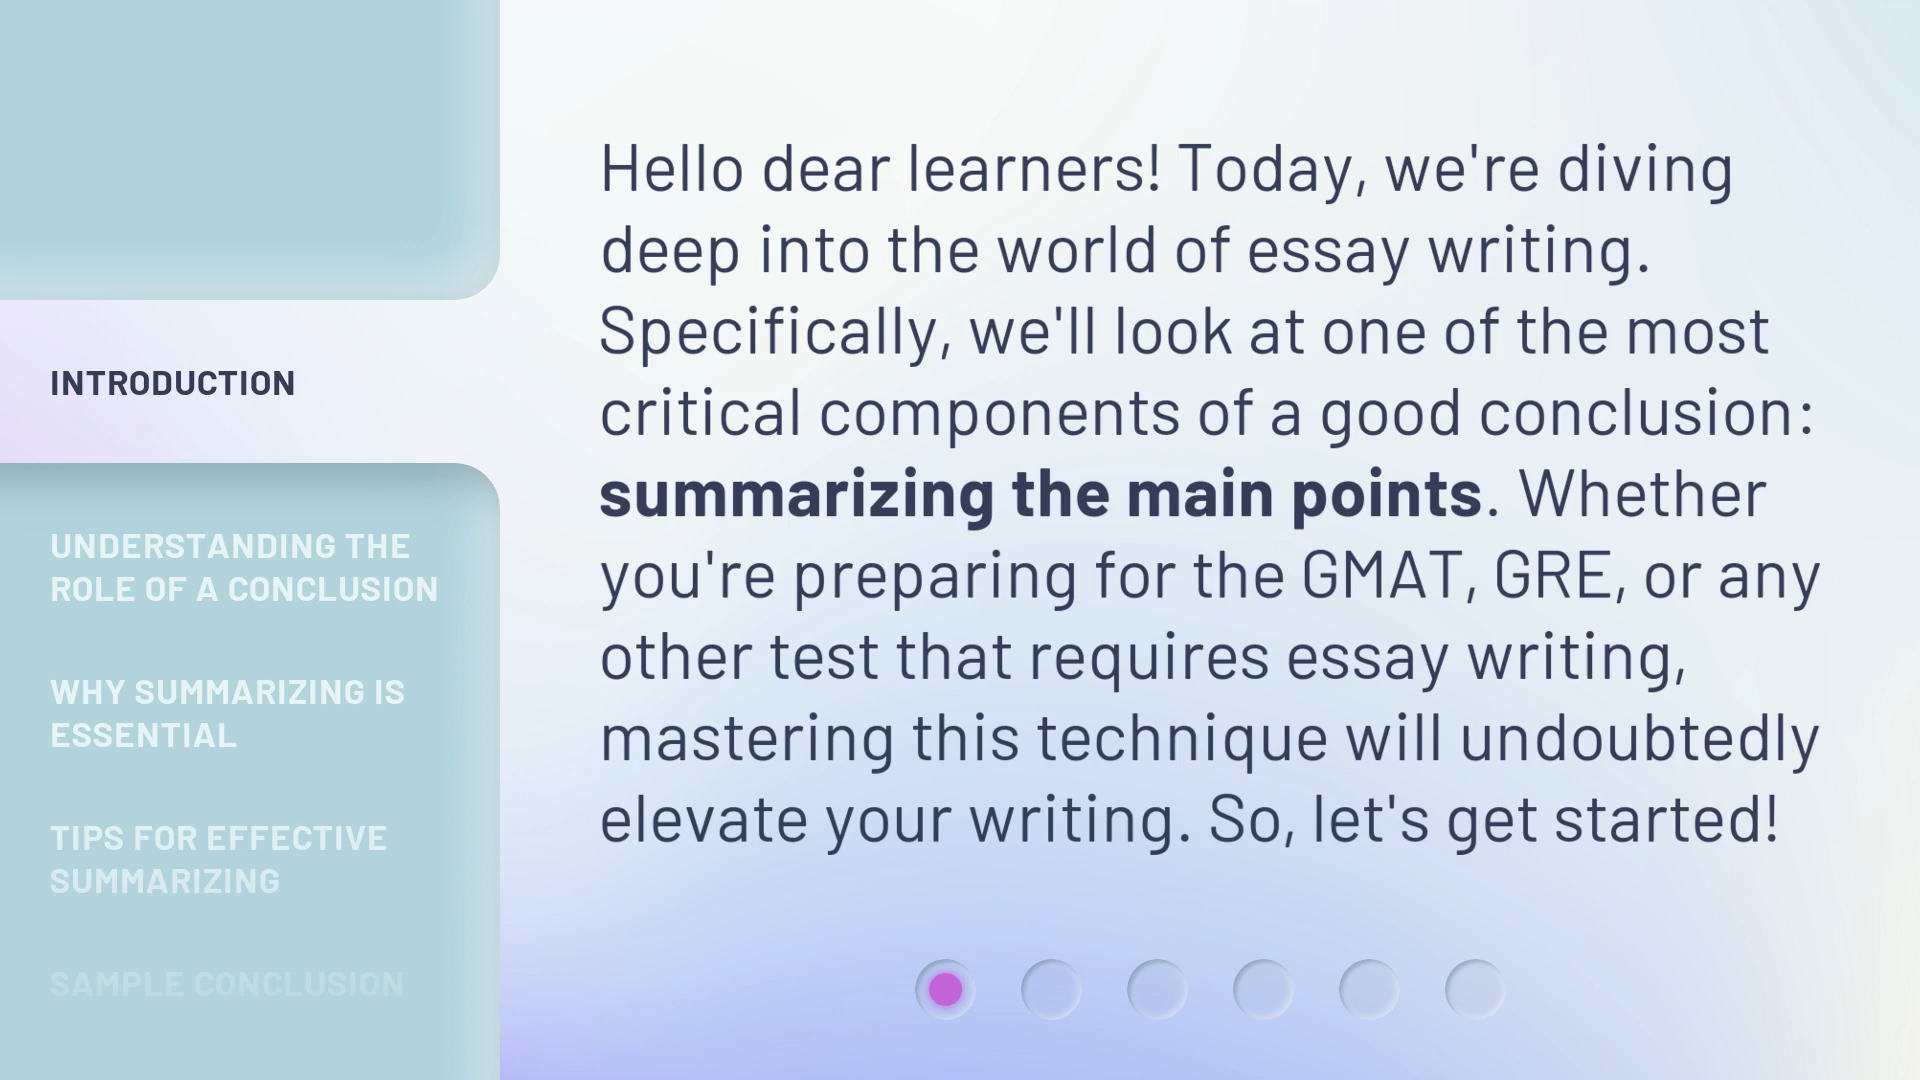 INTRODUCTION
UNDERSTANDING THE
ROLE OF A CONCLUSION
WHY SUMMARIZING IS
ESSENTIAL
TIPS FOR EFFECTIVE
SUMMARIZING
SAMPLE CONCLUSION
Hello dear learners! Today, we're diving
deep into the world of essay writing.
Specifically, we'll look at one of the most
critical components of a good conclusion:
summarizing the main points. Whether
you're preparing for the GMAT, GRE, or any
other test that requires essay writing,
mastering this technique will undoubtedly
elevate your writing. So, let's get started!